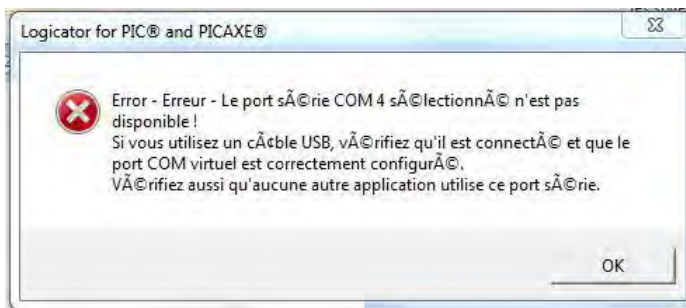 Logicator for PIC® and PICAXE®
Error - Erreur - Le port sÃ©rie COM 4 sÃ©lectionnÃ© n'est pas
disponible !
Si vous utilisez un cÃ¢ble USB, vÃ©rifiez qu'il est connectÃ© et que le
port COM virtuel est correctement configurÃ©.
VÃ©rifiez aussi qu'aucune autre application utilise ce port sÃ©rie.
OK